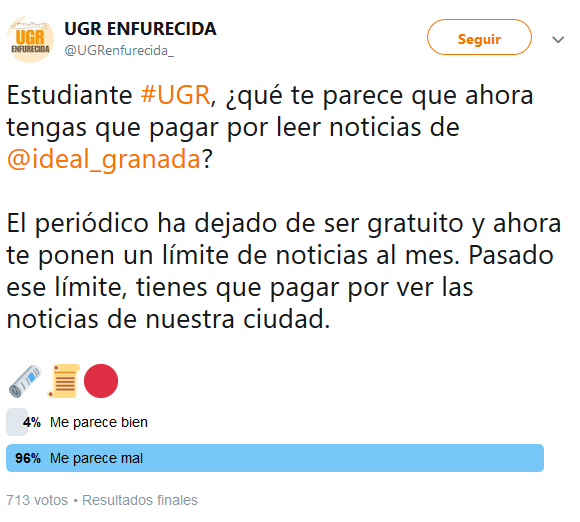 UGR
ENFURECIDA
UGR ENFURECIDA
@UGRenfurecida_
Seguir
Estudiante #UGR, ¿qué te parece que ahora
tengas que pagar por leer noticias de
@ideal_granada?
El periódico ha dejado de ser gratuito y ahora
te ponen un límite de noticias al mes. Pasado
ese límite, tienes que pagar por ver las
noticias de nuestra ciudad.
4% Me parece bien
96% Me parece mal
713 votos • Resultados finales